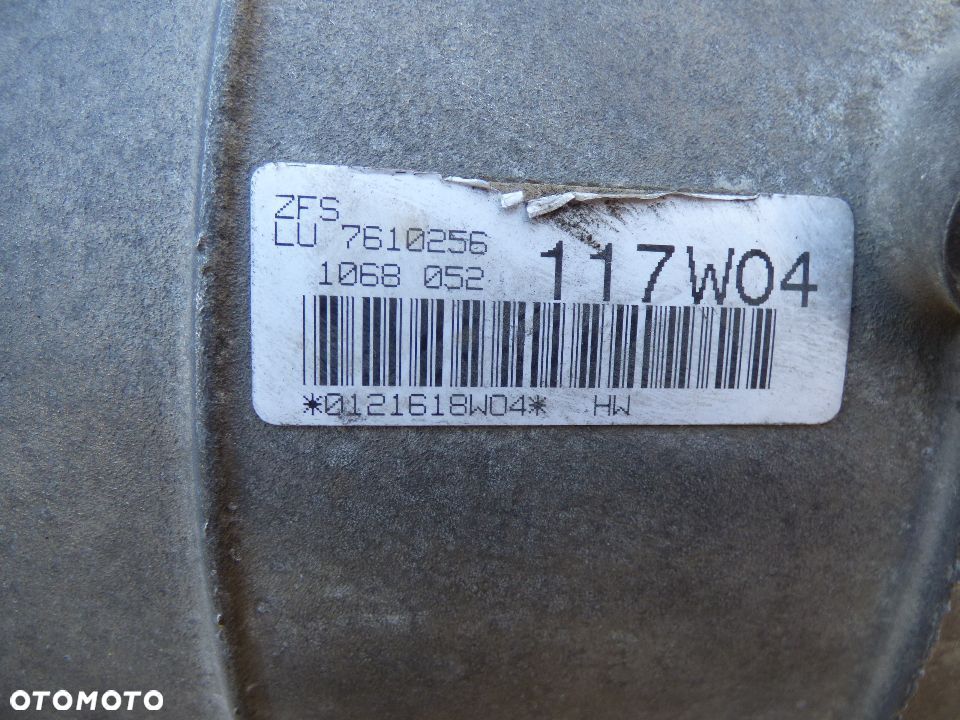 ZFS
LU 7610256
1068 052 117W04
*0121618W04* HW
OTOMOTO